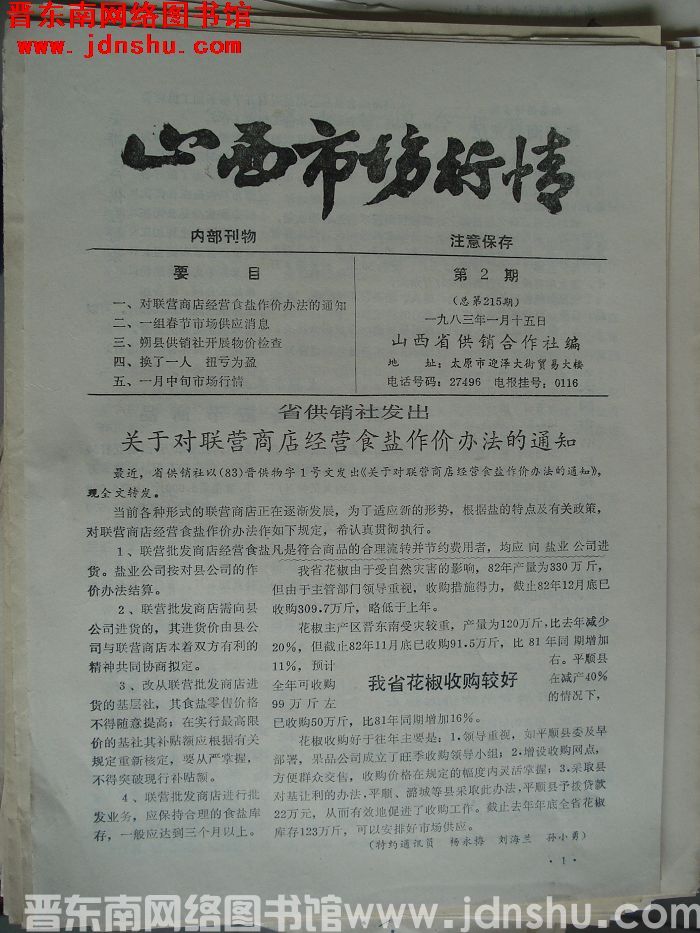 晋东南网络图书馆
www.jdnshu.com
山西市场行情
内部刊物 注意保存
要目
一、对联营商店经营食盐作价办法的通知
二、一组春节市场供应消息
三、朔县供销社开展物价检查
四、换了一人 扭亏为盈
五、一月中旬市场行情
第2期
(总第215期)
一九八三年一月十五日
山西省供销合作社编
地 址:太原市迎泽大街贸易大楼
电话号码:27496 电报挂号:0116
省供销社发出
关于对联营商店经营食盐作价办法的通知
最近,省供销社以(83)晋供物字1号文发出《关于对联营商店经营食盐作价办法的通知》,
现全文转发。
当前各种形式的联营商店正在逐渐发展,为了适应新的形势,根据盐的特点及有关政策,
对联营商店经营食盐作价办法作如下规定,希认真贯彻执行。
1、联营批发商店经营食盐凡是符合商品的合理流转并节约费用者,均应向盐业公司进
货。盐业公司按对县公司的作
价办法结算。
2、联营批发商店需向县
公司进货的,其进货价由县公
司与联营商店本着双方有利的
精神共同协商拟定。
3、改从联营批发商店进
货的基层社,其食盐零售价格
不得随意提高;在实行最高限
价的基社其补贴额应根据有关
规定重新核定,要从严掌握,
不得突破现行补贴额。
4、联营批发商店进行批
发业务,应保持合理的食盐库
存,一般应达到三个月以上。
我省花椒收购较好
我省花椒由于受自然灾害的影响,82年产量为330万斤,
但由于主管部门领导重视,收购措施得力,截止82年12月底已
收购309.7万斤,略低于上年。
花椒主产区晋东南受灾较重,产量为120万斤,比去年减少
20%,但截止82年11月底已收购91.5万斤,比81年同期增加
11%,预计
全年可收购
99万斤左
右。平顺县
在减产40%
的情况下,
已收购50万斤,比81年同期增加16%。
花椒收购好于往年主要是:1.领导重视,如平顺县委及早
部署,果品公司成立了旺季收购领导小组;2.增设收购网点,
方便群众交售,收购价格在规定的幅度内灵活掌握;3.采取县
对基让利的办法,平顺、潞城等县采取此办法,平顺县予拨贷款
22万元,从而有效地促进了收购工作。截止去年年底全省花椒
库存123万斤,可以安排好市场供应。
(特约通讯员 杨永梅 刘海兰 孙小勇)
·1·
晋东南网络图书馆 www.jdnshu.com